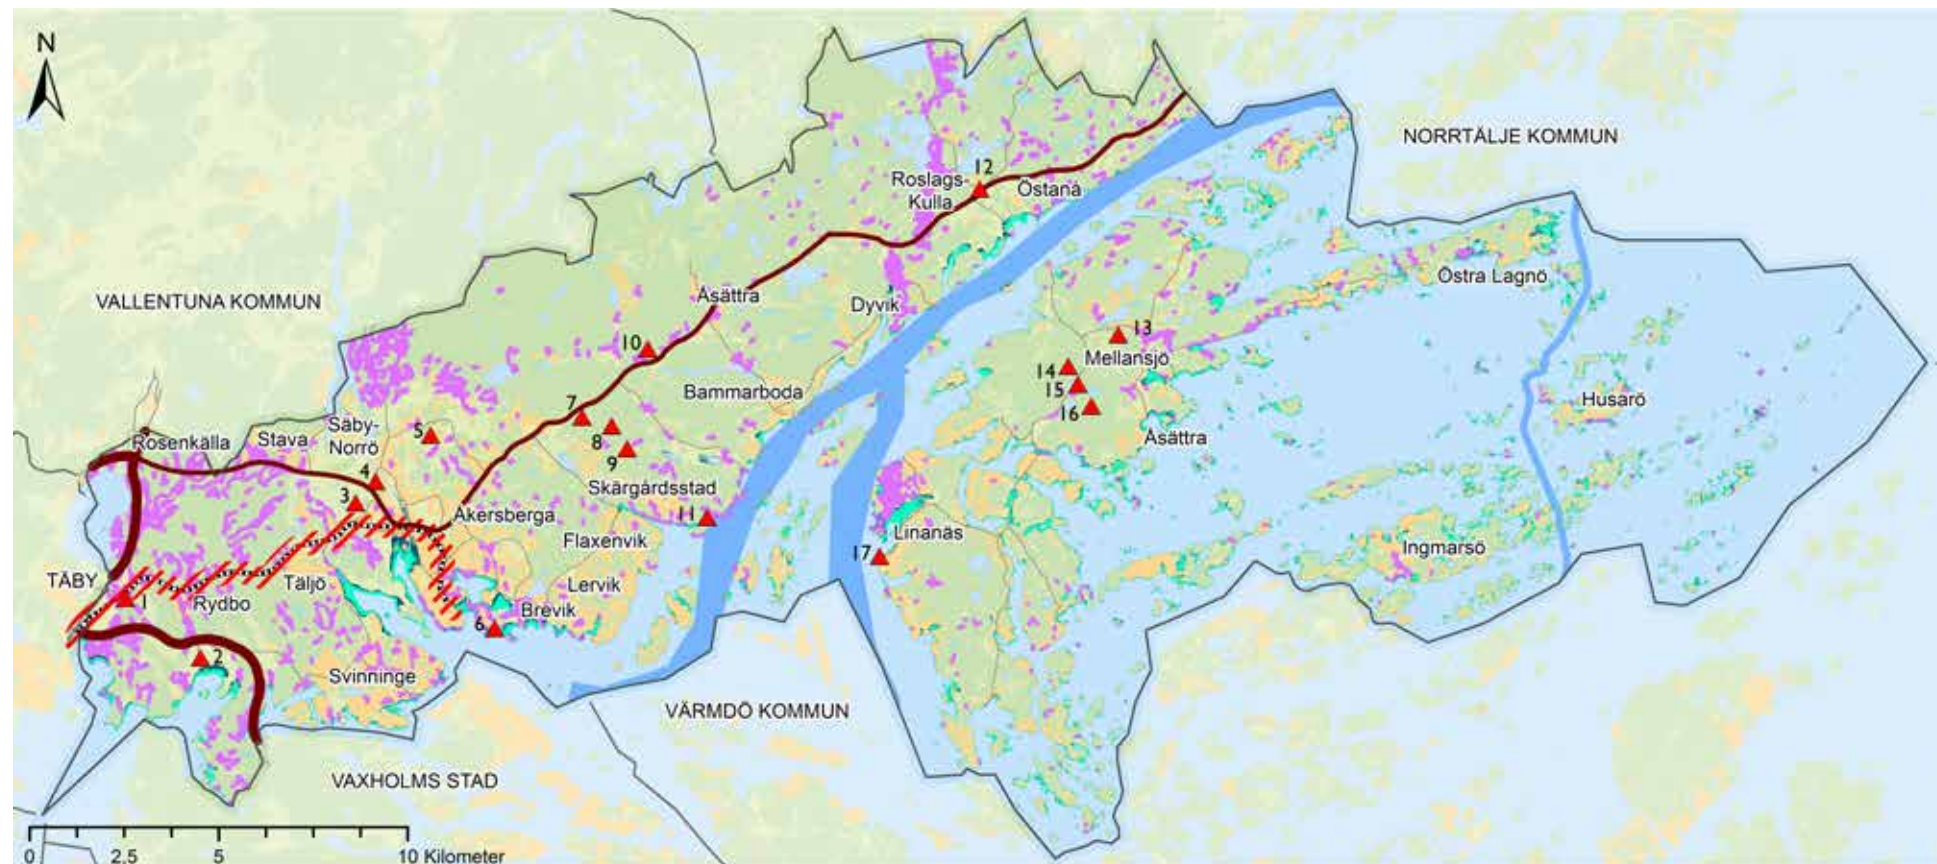 N
NORRTÄLJE KOMMUN
12
Roslags-
Kulla
Östanå
Östra Lagnö
VALLENTUNA KOMMUN
Åsättra
Dyvik
13
10
Mellansjö
14
15
16
Bammarboda
Husarö
7
8
9
Säby-
Norrö
5
Stava
Rosenkälla
Åsättra
4
3
Skärgårdsstad
11
Åkersberga
Linanäs
Flaxenvik
17
Ingmarsö
TÄBY
1
Rydbo
Täljö
Lervik
Brevik
6
2
Svinninge
VÄRMDÖ KOMMUN
VAXHOLMS STAD
0 2,5 5 10 Kilometer